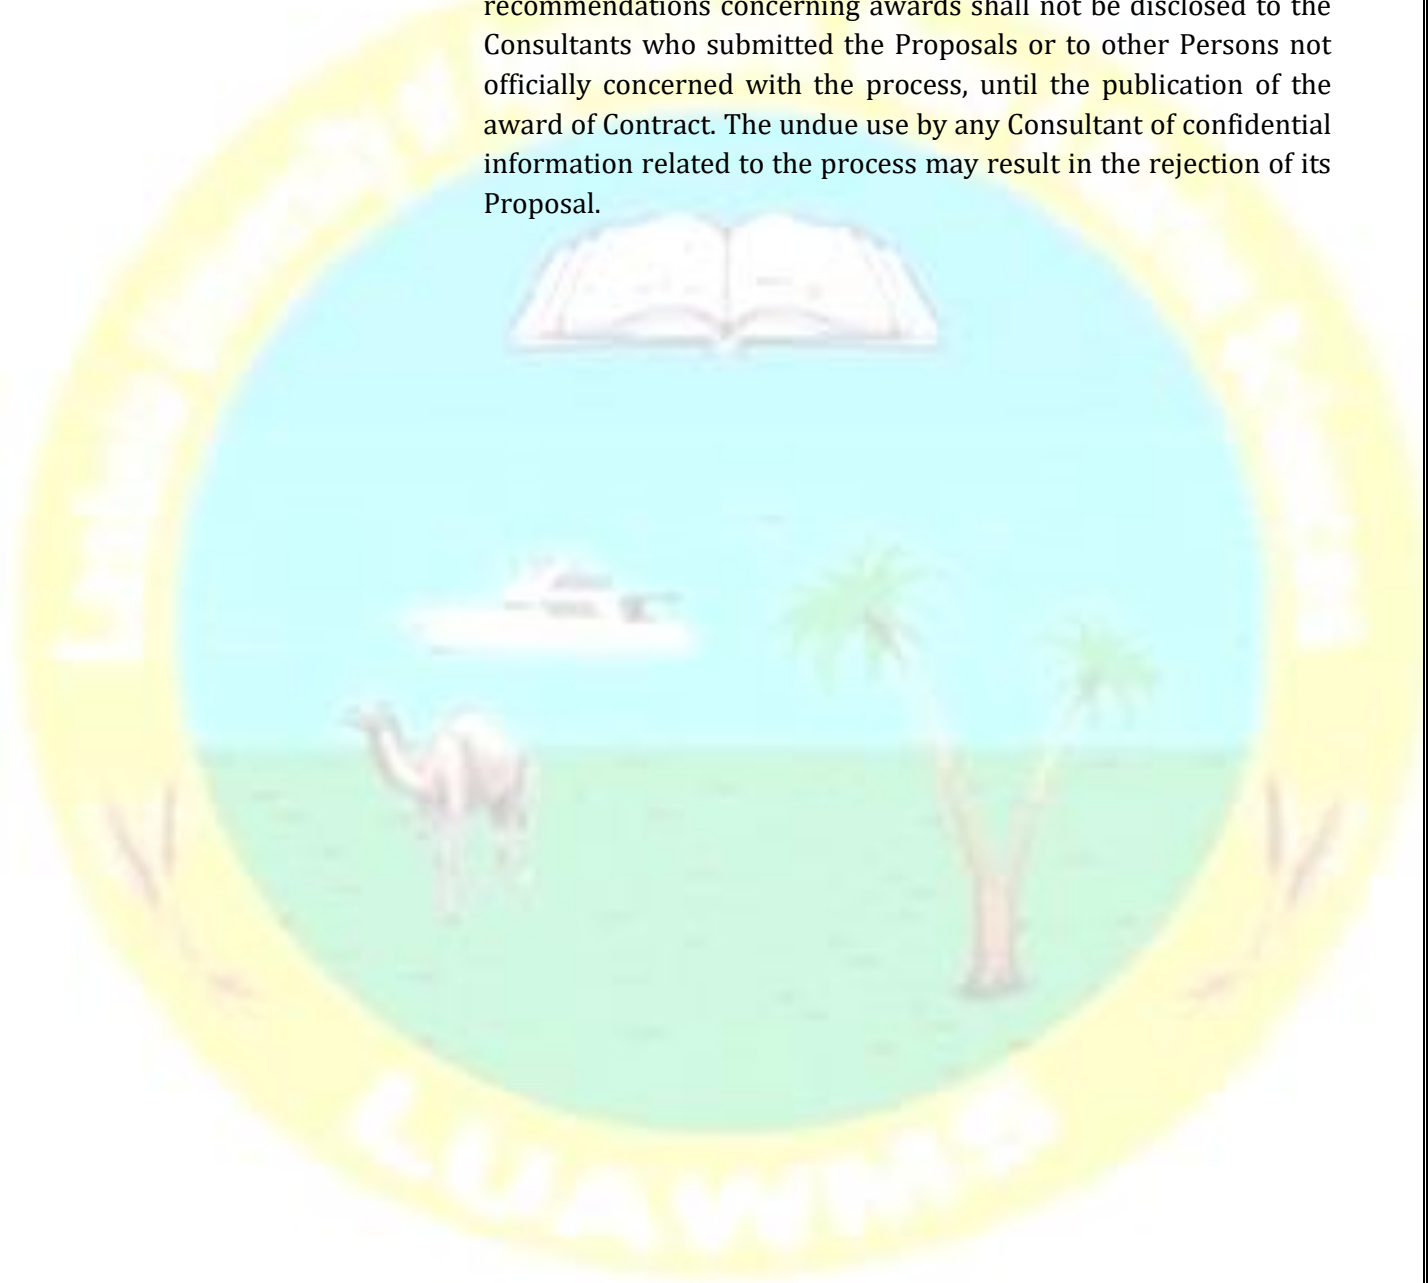 recommendations concerning awards shall not be disclosed to the
Consultants who submitted the Proposals or to other Persons not
officially concerned with the process, until the publication of the
award of Contract. The undue use by any Consultant of confidential
information related to the process may result in the rejection of its
Proposal.
LUAWMS